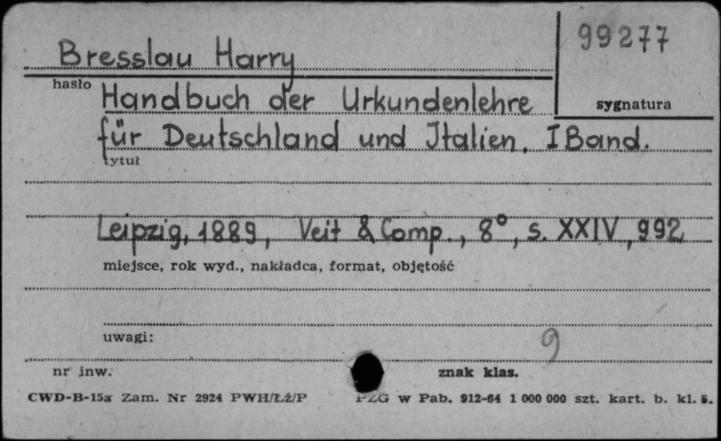 Bresslau Harry
99277
hasło
Handbuch der Urkundenlehre
sygnatura
für Deutschland und Italien, I Band.
tytuł
Leipzig, 1889, Veit & Comp., 8°, s. XXIV, 992
miejsce, rok wyd., nakładca, format, objętość
uwagi:
9
nr inw.
znak klas.
CWD-B-15a Zam. Nr 2924 PWH/Łź/P
PZG w Pab. 912-64 1 000 000 szt. kart. b. kl. 5.